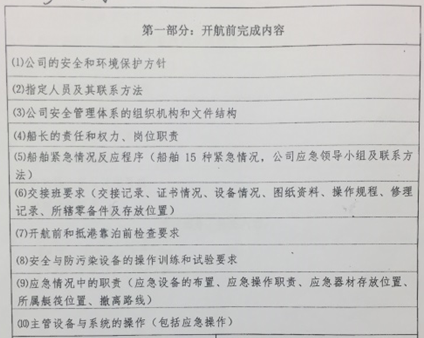 第一部分：开航前完成内容
⑴公司的安全和环境保护方针
⑵指定人员及其联系方法
⑶公司安全管理体系的组织机构和文件结构
⑷船长的责任和权力、岗位职责
⑸船舶紧急情况反应程序（船舶 15 种紧急情况，公司应急领导小组及联系方
法）
⑹交接班要求（交接记录、证书情况、设备情况、图纸资料、操作规程、修理
记录、所辖零备件及存放位置）
⑺开航前和抵港靠泊前检查要求
⑻安全与防污染设备的操作训练和试验要求
⑼应急情况中的职责（应急设备的布置、应急操作职责、应急器材存放位置、
所属艇筏位置、撤离路线）
⑽主管设备与系统的操作（包括应急操作）